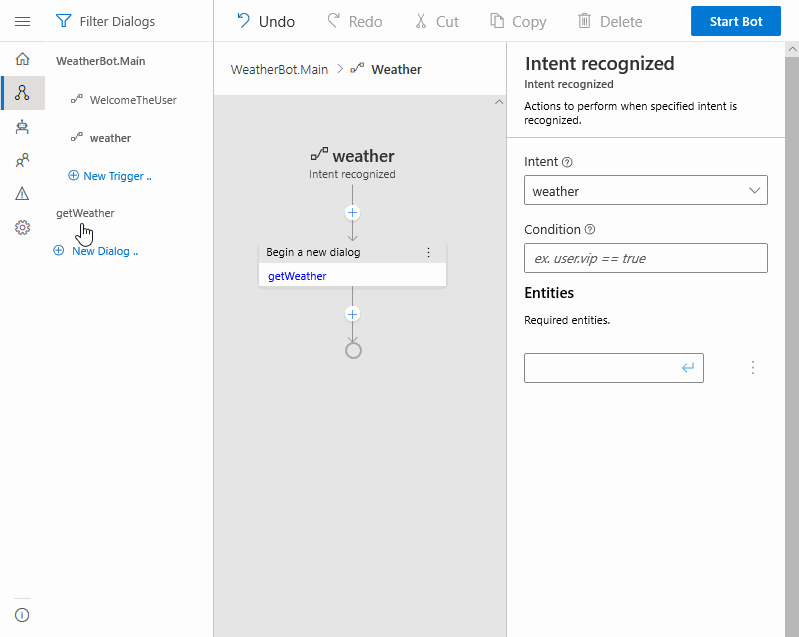 Filter Dialogs
Undo
Redo
Cut
Copy
Delete
Start Bot
WeatherBot.Main
WelcomeTheUser
weather
New Trigger ..
getWeather
New Dialog ..
WeatherBot.Main > Weather
weather
Intent recognized
Begin a new dialog
getWeather
Intent recognized
Intent recognized
Actions to perform when specified intent is
recognized.
Intent
weather
Condition
ex. user.vip == true
Entities
Required entities.